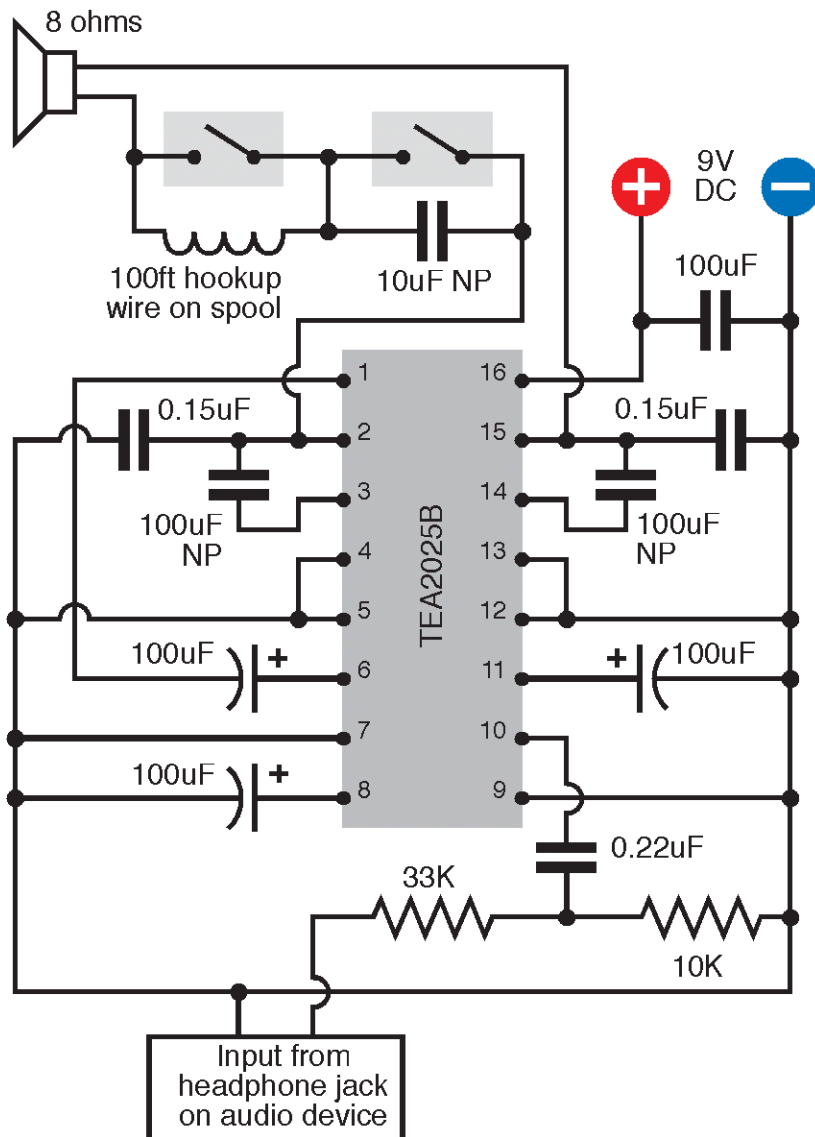 8 ohms
9V
DC
100ft hookup
wire on spool
10uF NP
100uF
1
16
0.15uF
2
15
0.15uF
3
14
100uF
NP
100uF
NP
4
13
TEA2025B
5
12
100uF
+
6
11
+
100uF
7
10
100uF
+
8
9
0.22uF
33K
10K
Input from
headphone jack
on audio device